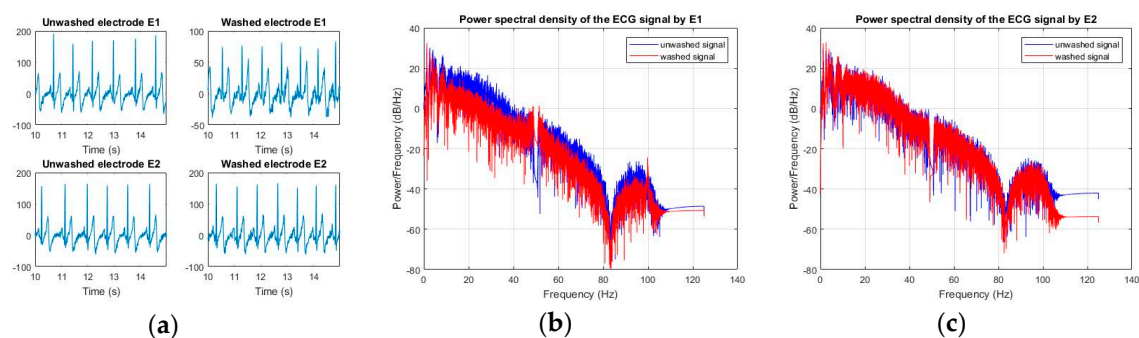 Unwashed electrode E1
200
100
0
-100
10 11 12 13 14
Time (s)
Washed electrode E1
100
50
0
-50
10 11 12 13 14
Time (s)
Unwashed electrode E2
200
100
0
-100
10 11 12 13 14
Time (s)
Washed electrode E2
200
100
0
-100
10 11 12 13 14
Time (s)
(a)
Power spectral density of the ECG signal by E1
unwashed signal
washed signal
Power/Frequency (dB/Hz)
40
20
0
-20
-40
-60
-80
0 20 40 60 80 100 120 140
Frequency (Hz)
(b)
Power spectral density of the ECG signal by E2
unwashed signal
washed signal
Power/Frequency (dB/Hz)
40
20
0
-20
-40
-60
-80
0 20 40 60 80 100 120 140
Frequency (Hz)
(c)